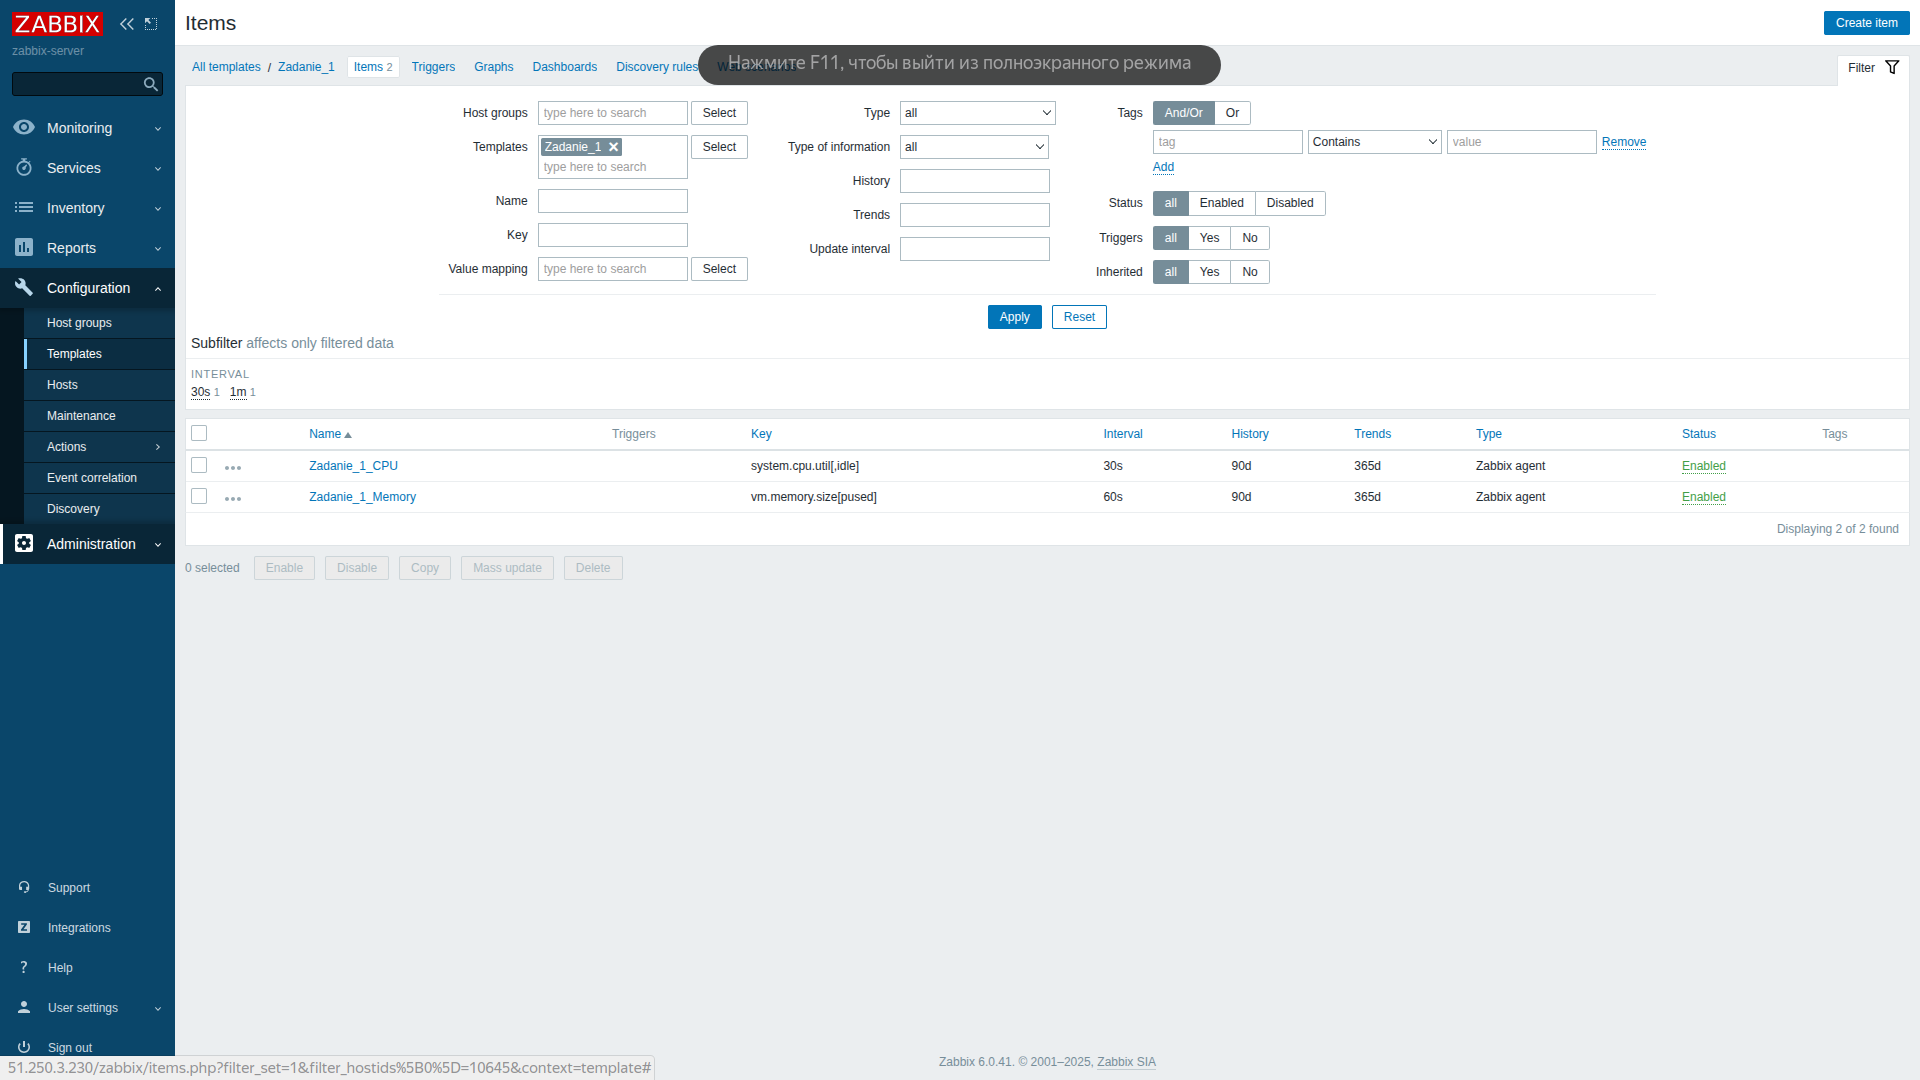 ZABBIX
zabbix-server
Monitoring
Services
Inventory
Reports
Configuration
Host groups
Templates
Hosts
Maintenance
Actions
Event correlation
Discovery
Administration
Support
Integrations
Help
User settings
Sign out
Items
Create item
All templates / Zadanie_1 Items 2 Triggers Graphs Dashboards Discovery rules
Нажмите F11, чтобы выйти из полноэкранного режима
Filter
Host groups type here to search Select
Templates Zadanie_1 Select
type here to search
Name
Key
Value mapping type here to search Select
Type all
Type of information all
History
Trends
Update interval
Tags And/Or Or
tag Contains value Remove
Add
Status all Enabled Disabled
Triggers all Yes No
Inherited all Yes No
Apply Reset
Subfilter affects only filtered data
INTERVAL
30s 1 1m 1
Name Triggers Key Interval History Trends Type Status Tags
Zadanie_1_CPU system.cpu.util[,idle] 30s 90d 365d Zabbix agent Enabled
Zadanie_1_Memory vm.memory.size[pused] 60s 90d 365d Zabbix agent Enabled
Displaying 2 of 2 found
0 selected Enable Disable Copy Mass update Delete
Zabbix 6.0.41. © 2001–2025, Zabbix SIA
51.250.3.230/zabbix/items.php?filter_set=1&filter_hostids%5B0%5D=10645&context=template#